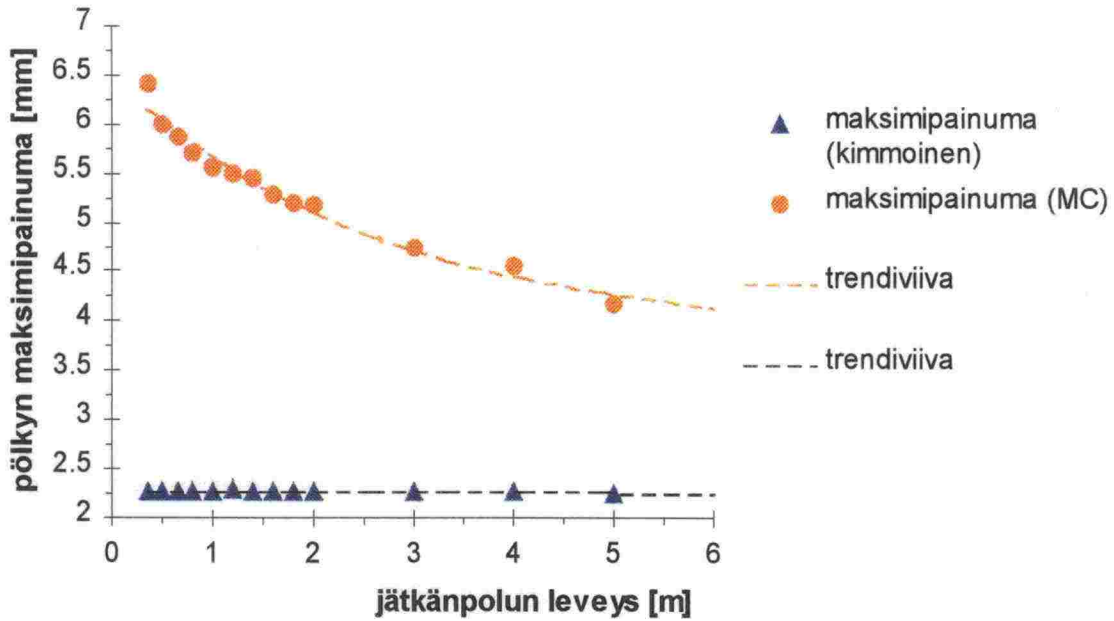 pölkyn maksimipainuma [mm]
7
6.5
6
5.5
5
4.5
4
3.5
3
2.5
2
0 1 2 3 4 5 6
jätkänpolun leveys [m]
maksimipainuma
(kimmoinen)
maksimipainuma (MC)
trendiviiva
trendiviiva